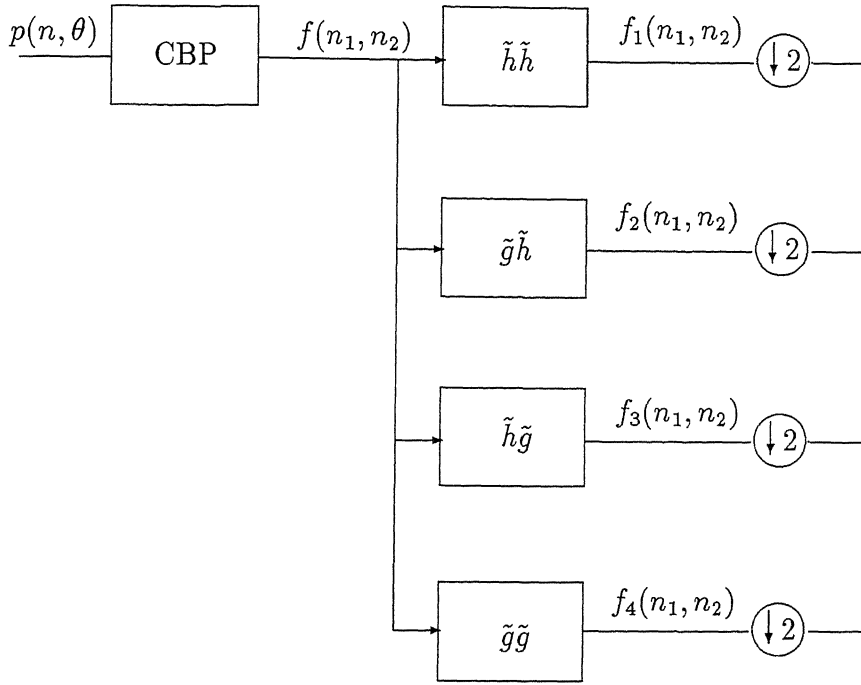 p(n, θ) CBP f(n₁, n₂) h̃h̃ f₁(n₁, n₂) ↓2
g̃h̃ f₂(n₁, n₂) ↓2
h̃g̃ f₃(n₁, n₂) ↓2
g̃g̃ f₄(n₁, n₂) ↓2